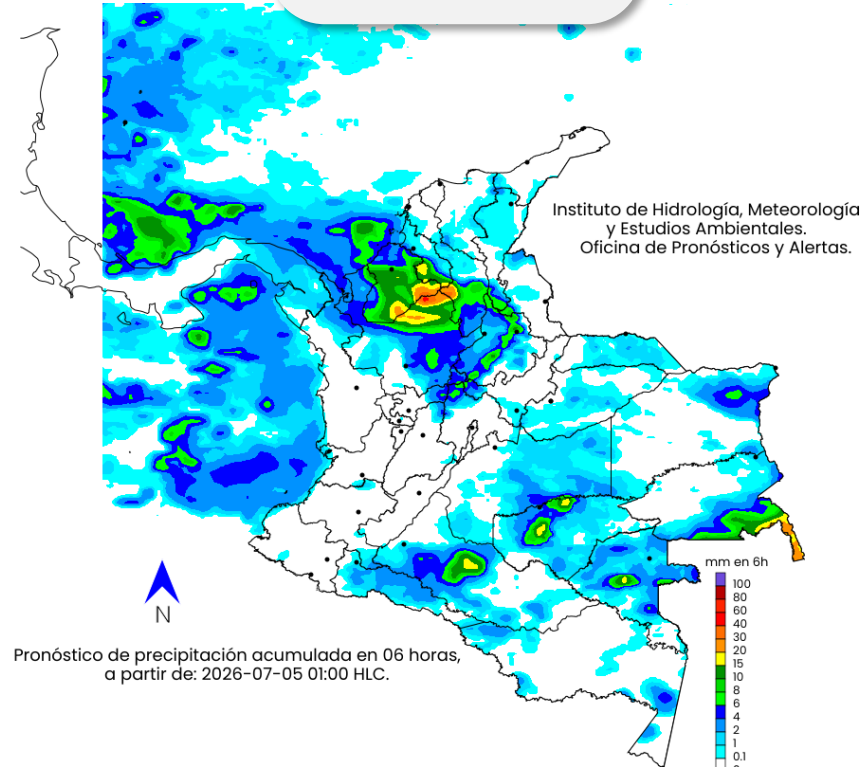 Instituto de Hidrología, Meteorología
y Estudios Ambientales.
Oficina de Pronósticos y Alertas.
mm en 6h
100
80
60
40
30
20
15
10
8
6
4
2
1
0.1
N
Pronóstico de precipitación acumulada en 06 horas,
a partir de: 2026-07-05 01:00 HLC.